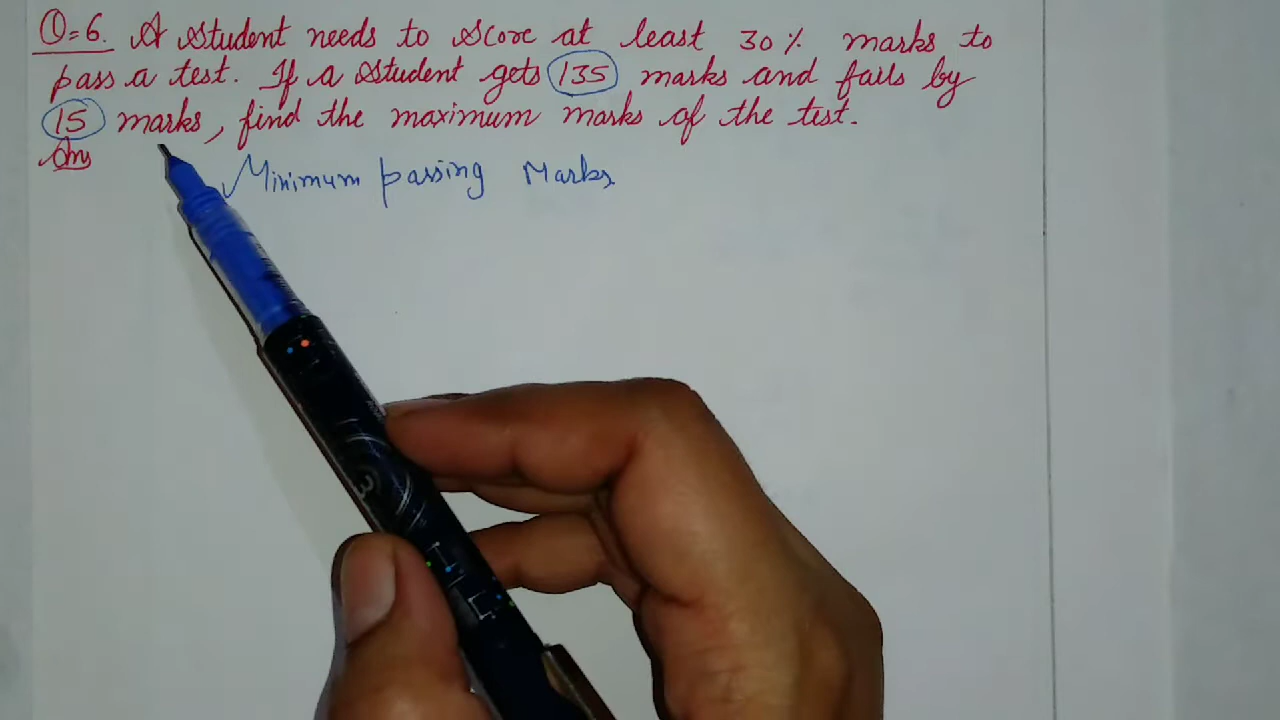 Q=6. A student needs to score at least 30% marks to
pass a test. If a student gets 135 marks and fails by
15 marks, find the maximum marks of the test.
Ans
Minimum passing Marks